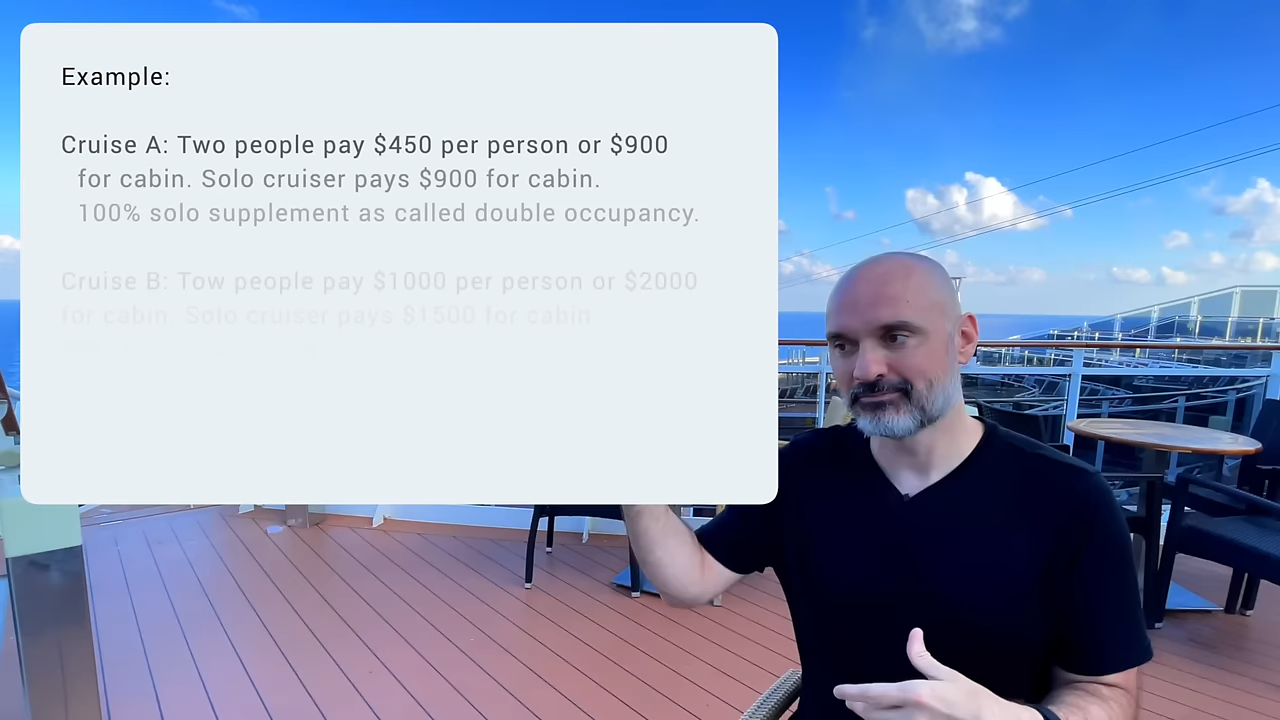 Example:
Cruise A: Two people pay $450 per person or $900
for cabin. Solo cruiser pays $900 for cabin.
100% solo supplement as called double occupancy.
Cruise B: Tow people pay $1000 per person or $2000
for cabin. Solo cruiser pays $1500 for cabin